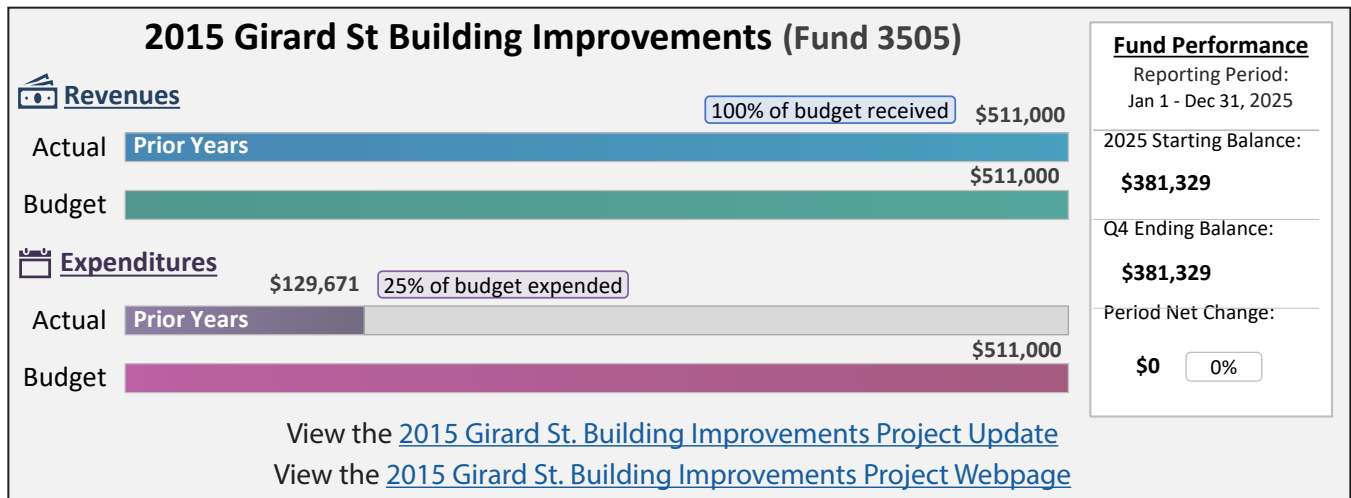 2015 Girard St Building Improvements (Fund 3505)
Revenues
100% of budget received $511,000
Actual Prior Years
$511,000
Budget
Expenditures
$129,671 25% of budget expended
Actual Prior Years
$511,000
Budget
View the 2015 Girard St. Building Improvements Project Update
View the 2015 Girard St. Building Improvements Project Webpage
Fund Performance
Reporting Period:
Jan 1 - Dec 31, 2025
2025 Starting Balance:
$381,329
Q4 Ending Balance:
$381,329
Period Net Change:
$0 0%